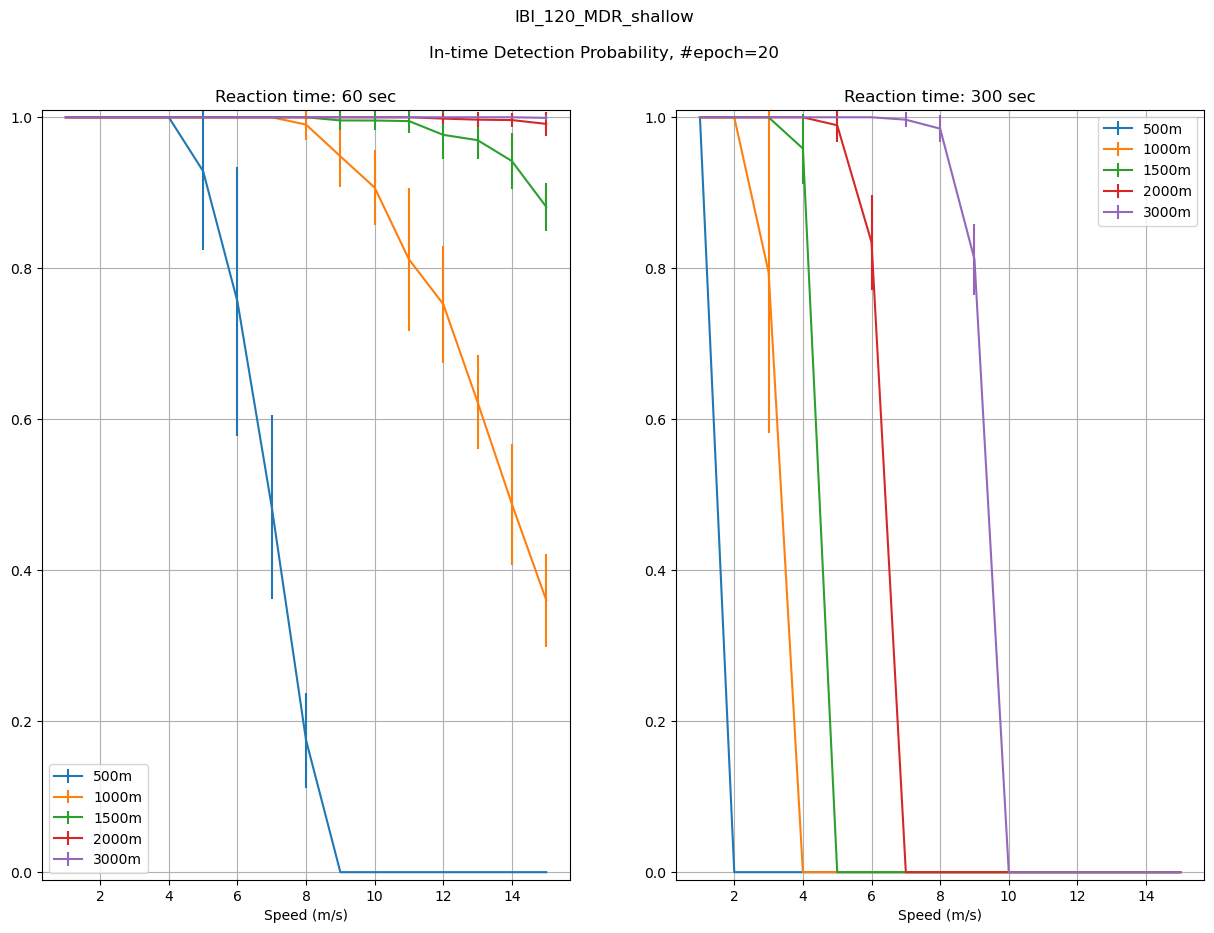 IBI_120_MDR_shallow
In-time Detection Probability, #epoch=20
Reaction time: 60 sec
1.0
0.8
0.6
0.4
0.2
0.0
500m
1000m
1500m
2000m
3000m
2 4 6 8 10 12 14
Speed (m/s)
Reaction time: 300 sec
1.0
0.8
0.6
0.4
0.2
0.0
500m
1000m
1500m
2000m
3000m
2 4 6 8 10 12 14
Speed (m/s)